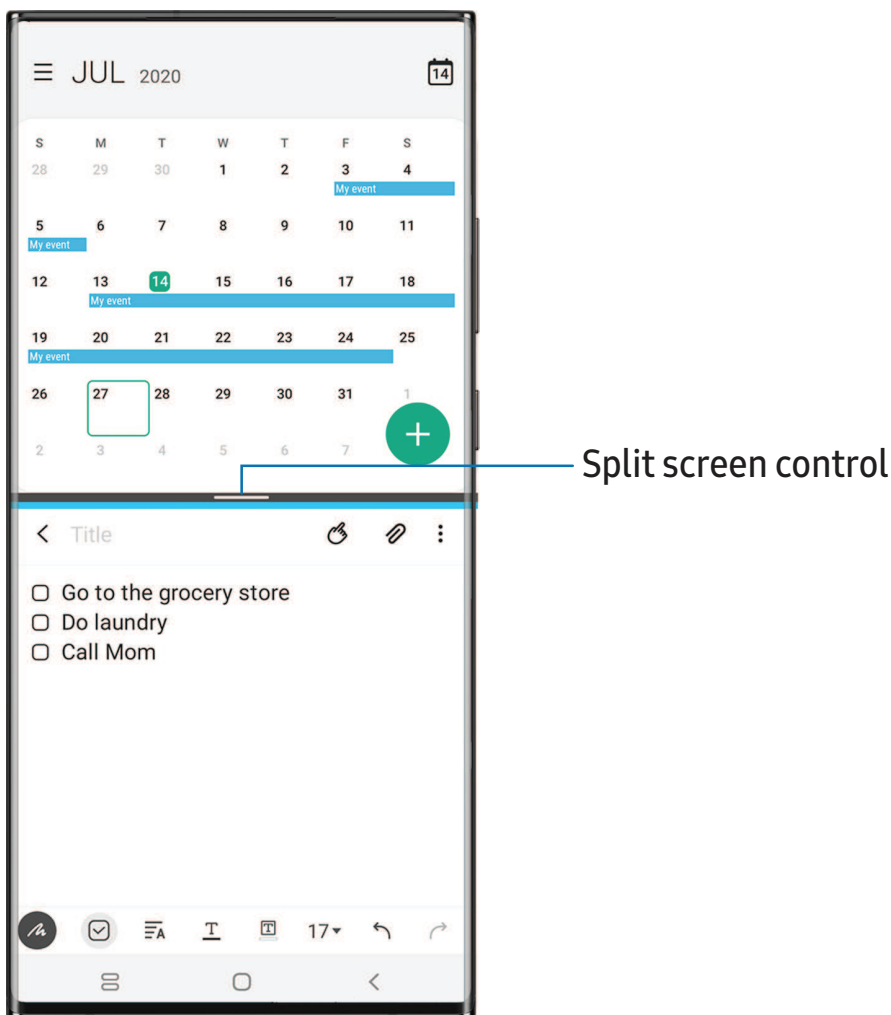 JUL 2020 14
S M T W T F S
28 29 30 1 2 3 4
My event
5 6 7 8 9 10 11
My event
12 13 14 15 16 17 18
My event
19 20 21 22 23 24 25
My event
26 27 28 29 30 31 1
2 3 4 5 6 7
Split screen control
Title
Go to the grocery store
Do laundry
Call Mom
A T T 17